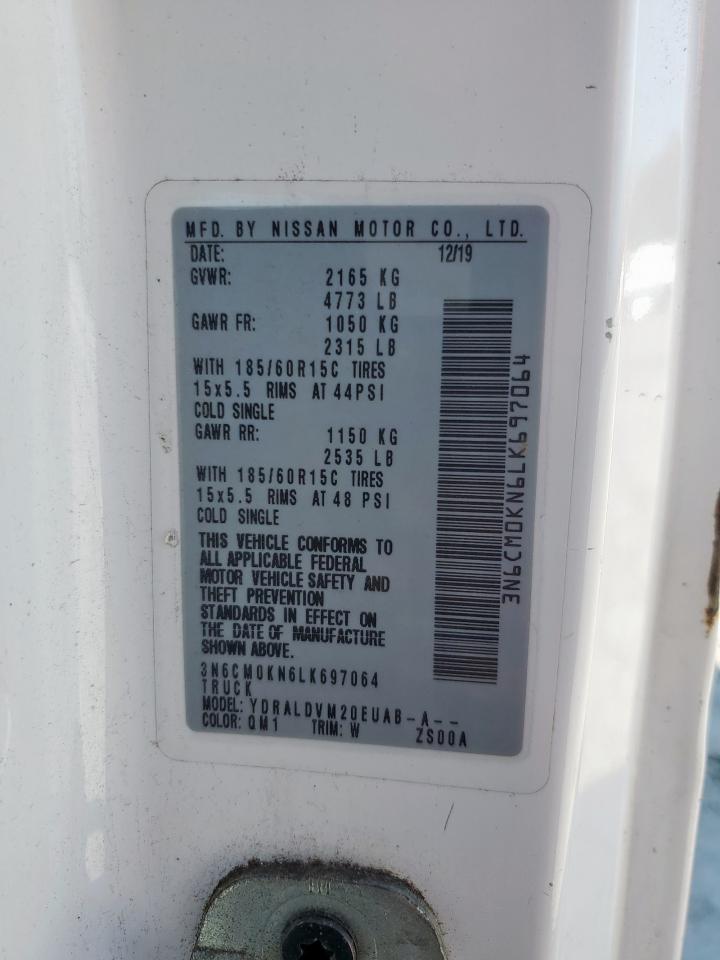 MFD. BY NISSAN MOTOR CO., LTD.
DATE: 12/19
GVWR: 2165 KG
4773 LB
GAWR FR: 1050 KG
2315 LB
WITH 185/60R15C TIRES
15x5.5 RIMS AT 44PSI
COLD SINGLE
GAWR RR: 1150 KG
2535 LB
WITH 185/60R15C TIRES
15x5.5 RIMS AT 48 PSI
COLD SINGLE
THIS VEHICLE CONFORMS TO
ALL APPLICABLE FEDERAL
MOTOR VEHICLE SAFETY AND
THEFT PREVENTION
STANDARDS IN EFFECT ON
THE DATE OF MANUFACTURE
SHOWN ABOVE.
3N6CM0KN6LK697064
TRUCK
MODEL: YDRALDVM20EUAB-A--
COLOR: QM1 TRIM: W ZS00A
3N6CM0KN6LK697064